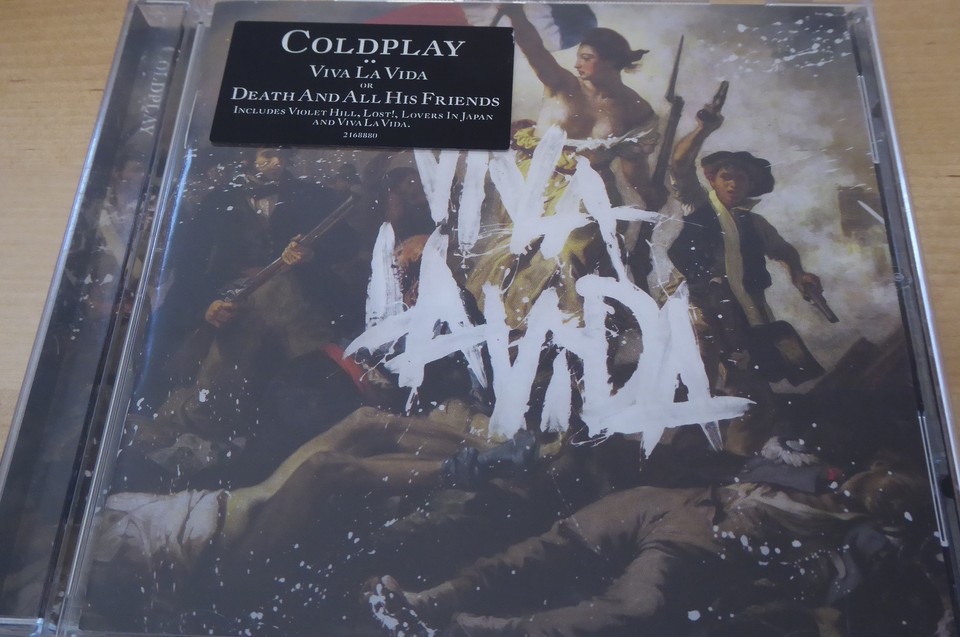 COLDPLAY
VIVA LA VIDA
OR
DEATH AND ALL HIS FRIENDS
INCLUDES VIOLET HILL, LOST!, LOVERS IN JAPAN
AND VIVA LA VIDA.
2168880
VIVA
LA VIDA
COLDPLAY